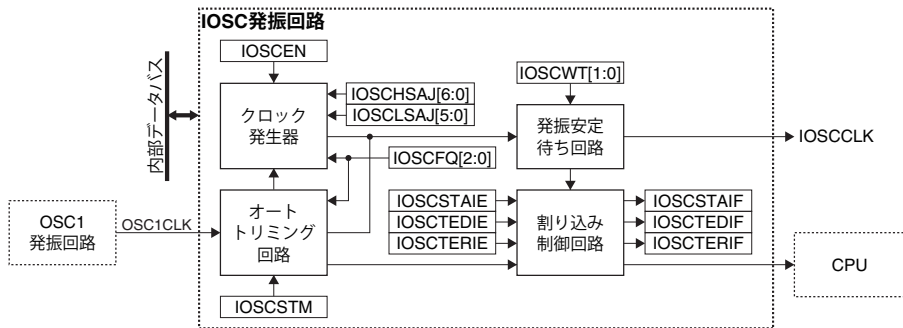 IOSC発振回路
IOSCEN
内部データバス
クロック
発生器
IOSCHSAJ[6:0]
IOSCLSAJ[5:0]
IOSCFQ[2:0]
IOSCWT[1:0]
発振安定
待ち回路
IOSCCLK
OSC1
発振回路
OSC1CLK
オート
トリミング
回路
IOSCSTM
IOSCSTAIE
IOSCTEDIE
IOSCTERIE
割り込み
制御回路
IOSCSTAIF
IOSCTEDIF
IOSCTERIF
CPU